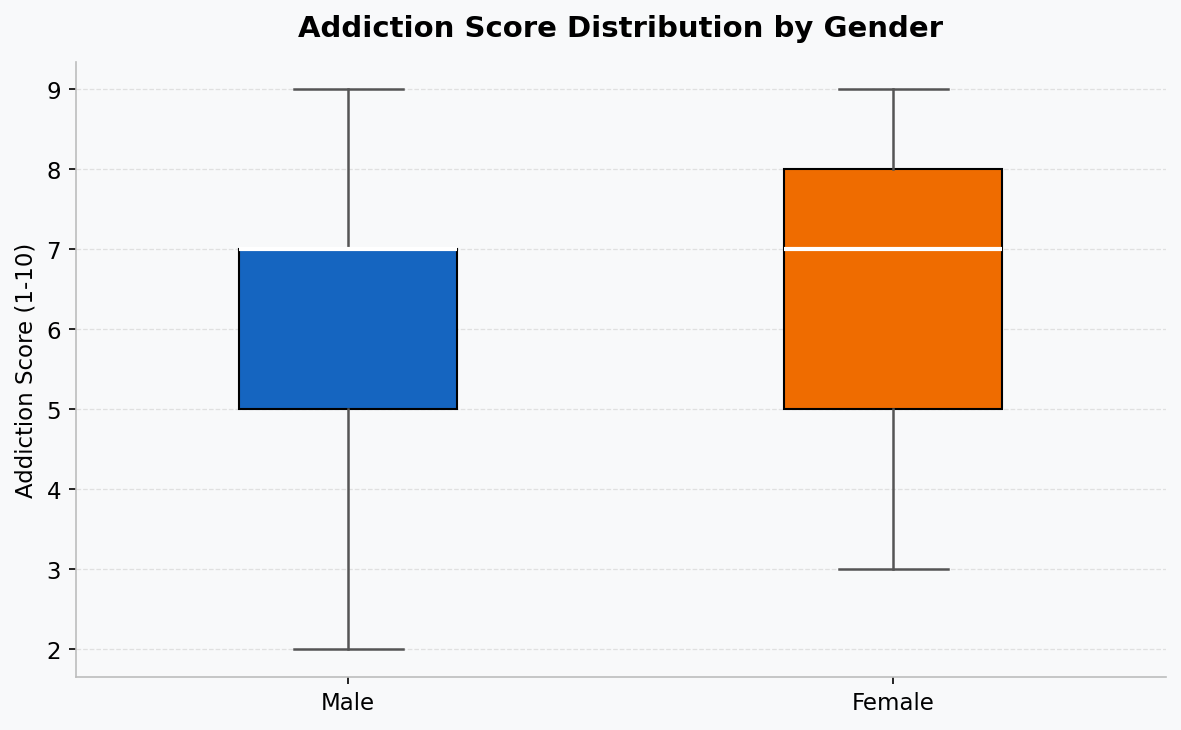 Addiction Score Distribution by Gender
Addiction Score (1-10)
9
8
7
6
5
4
3
2
Male
Female